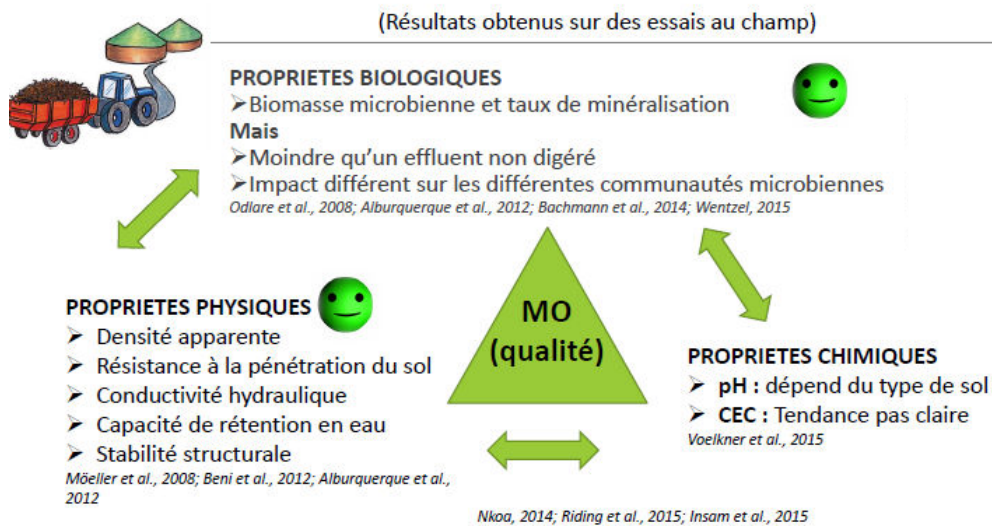 (Résultats obtenus sur des essais au champ)
PROPRIETES BIOLOGIQUES
➢Biomasse microbienne et taux de minéralisation
Mais
➢Moindre qu'un effluent non digéré
➢Impact différent sur les différentes communautés microbiennes
Odlare et al., 2008; Alburquerque et al., 2012; Bachmann et al., 2014; Wentzel, 2015
PROPRIETES PHYSIQUES
➢ Densité apparente
➢ Résistance à la pénétration du sol
➢ Conductivité hydraulique
➢ Capacité de rétention en eau
➢ Stabilité structurale
Möeller et al., 2008; Beni et al., 2012; Alburquerque et al.,
2012
MO
(qualité)
PROPRIETES CHIMIQUES
➢ pH : dépend du type de sol
➢ CEC : Tendance pas claire
Voelkner et al., 2015
Nkoa, 2014; Riding et al., 2015; Insam et al., 2015